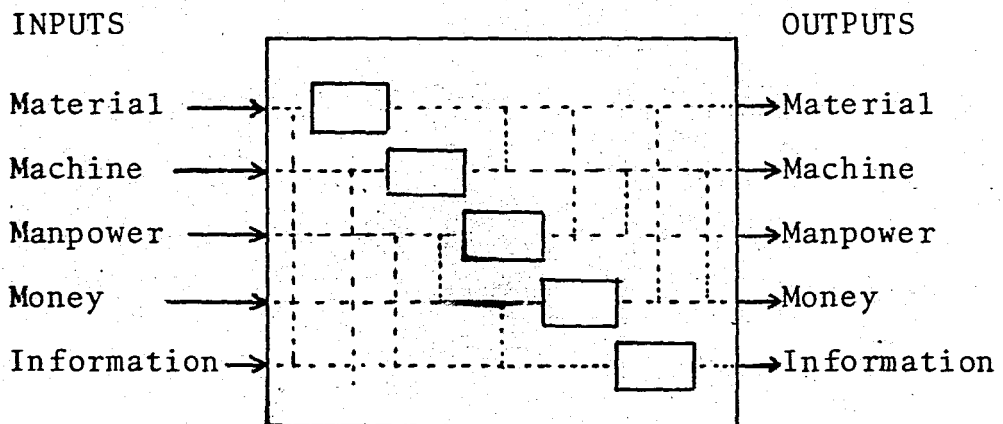 INPUTS OUTPUTS
Material Material
Machine Machine
Manpower Manpower
Money Money
Information Information